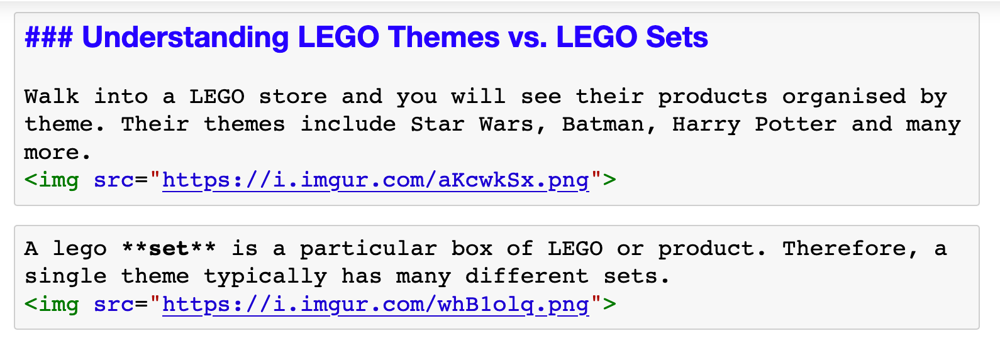 ### Understanding LEGO Themes vs. LEGO Sets
Walk into a LEGO store and you will see their products organised by
theme. Their themes include Star Wars, Batman, Harry Potter and many
more.
<img src="https://i.imgur.com/aKcwkSx.png">
A lego **set** is a particular box of LEGO or product. Therefore, a
single theme typically has many different sets.
<img src="https://i.imgur.com/whB1olq.png">